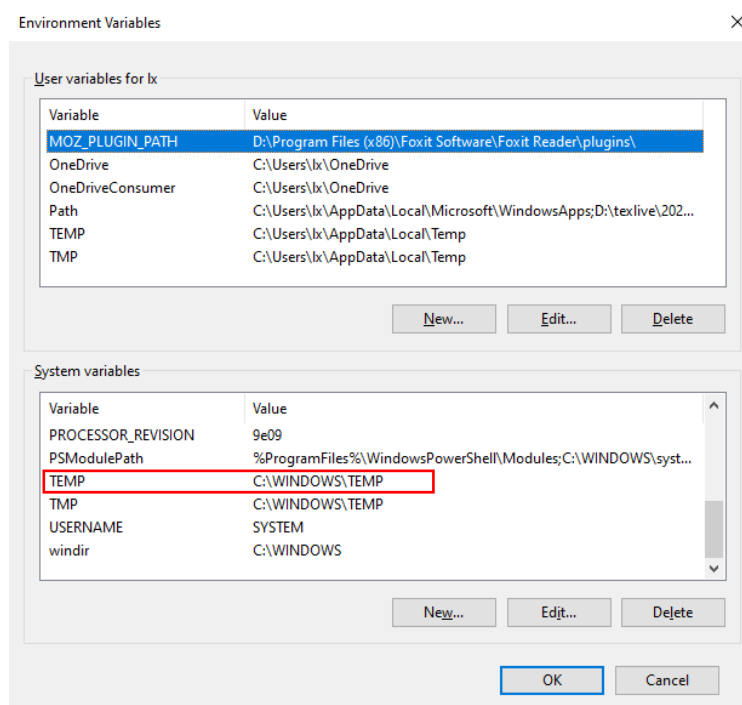 Environment Variables
User variables for lx
Variable Value
MOZ_PLUGIN_PATH D:\Program Files (x86)\Foxit Software\Foxit Reader\plugins\
OneDrive C:\Users\lx\OneDrive
OneDriveConsumer C:\Users\lx\OneDrive
Path C:\Users\lx\AppData\Local\Microsoft\WindowsApps;D:\texlive\202...
TEMP C:\Users\lx\AppData\Local\Temp
TMP C:\Users\lx\AppData\Local\Temp
New... Edit... Delete
System variables
Variable Value
PROCESSOR_REVISION 9e09
PSModulePath %ProgramFiles%\WindowsPowerShell\Modules;C:\WINDOWS\syst...
TEMP C:\WINDOWS\TEMP
TMP C:\WINDOWS\TEMP
USERNAME SYSTEM
windir C:\WINDOWS
New... Edit... Delete
OK Cancel